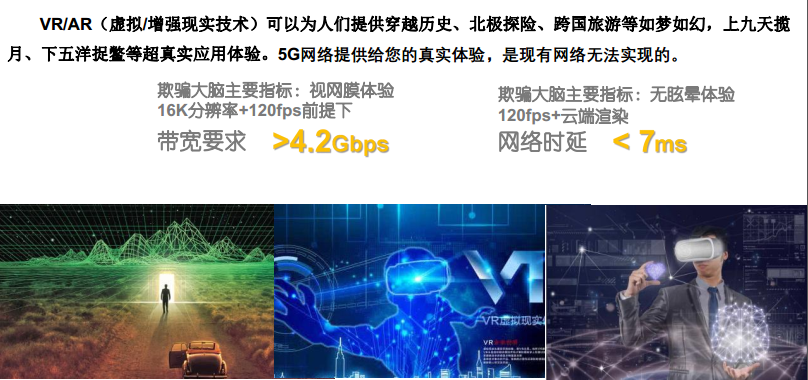 VR/AR（虚拟/增强现实技术）可以为人们提供穿越历史、北极探险、跨国旅游等如梦如幻，上九天揽
月、下五洋捉鳖等超真实应用体验。5G网络提供给您的真实体验，是现有网络无法实现的。
欺骗大脑主要指标：视网膜体验
16K分辨率+120fps前提下
带宽要求 >4.2Gbps
欺骗大脑主要指标：无眩晕体验
120fps+云端渲染
网络时延 < 7ms
VR虚拟现实
VR